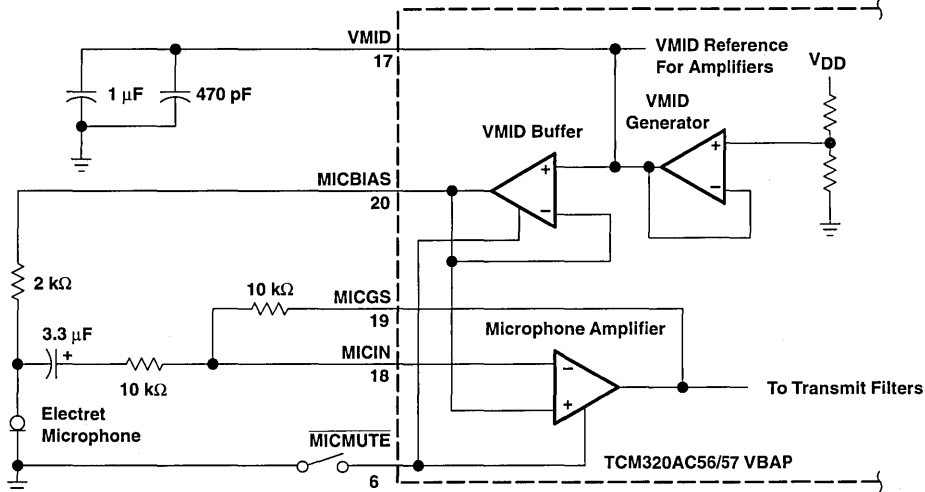 VMID
17
VMID Reference
For Amplifiers
VDD
1 μF
470 pF
VMID
Generator
VMID Buffer
+
−
+
−
MICBIAS
20
2 kΩ
10 kΩ
MICGS
19
Microphone Amplifier
3.3 μF
+
10 kΩ
MICIN
18
−
+
To Transmit Filters
Electret
Microphone
MICMUTE
6
TCM320AC56/57 VBAP